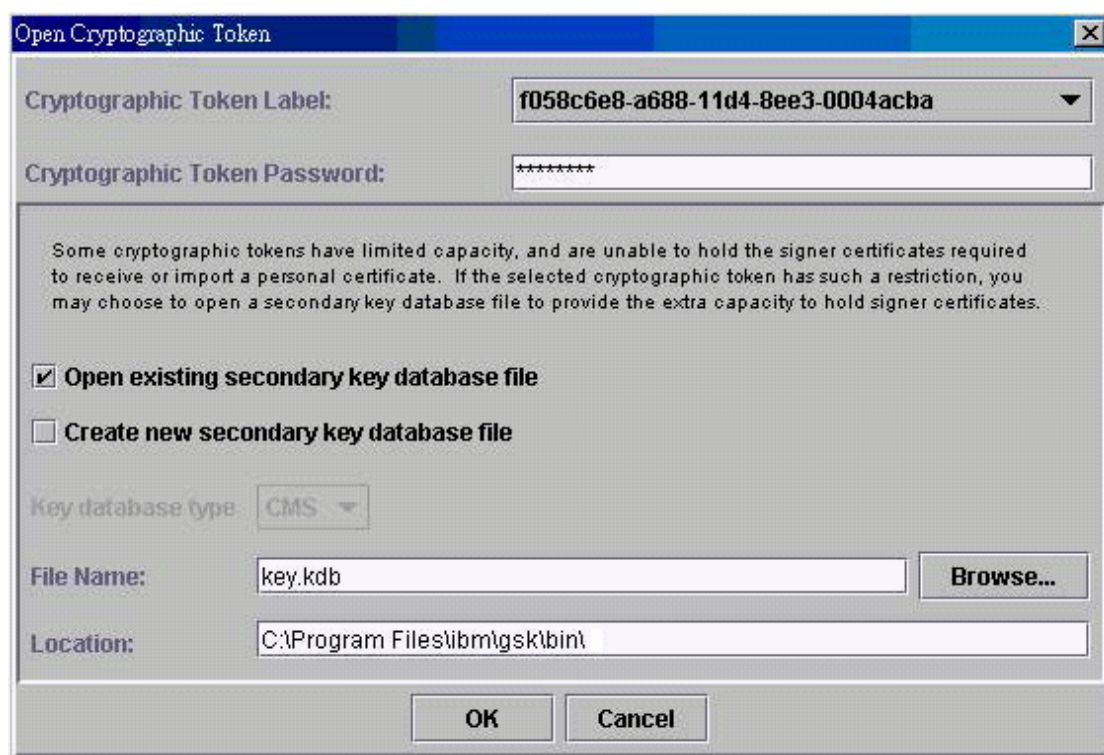 Open Cryptographic Token
Cryptographic Token Label: f058c6e8-a688-11d4-8ee3-0004acba
Cryptographic Token Password: ********
Some cryptographic tokens have limited capacity, and are unable to hold the signer certificates required
to receive or import a personal certificate. If the selected cryptographic token has such a restriction, you
may choose to open a secondary key database file to provide the extra capacity to hold signer certificates.
Open existing secondary key database file
Create new secondary key database file
Key database type CMS
File Name: key.kdb Browse...
Location: C:\Program Files\ibm\gsk\bin\
OK Cancel